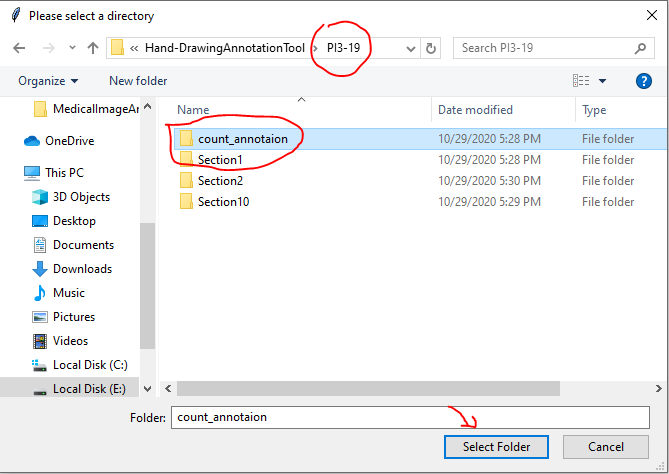 Please select a directory
« Hand-DrawingAnnotationTool › PI3-19
Search PI3-19
Organize
New folder
Name
Date modified
Type
MedicalImageAr
OneDrive
This PC
3D Objects
Desktop
Documents
Downloads
Music
Pictures
Videos
Local Disk (C:)
Local Disk (E:)
count_annotaion 10/29/2020 5:28 PM File folder
Section1 10/29/2020 5:28 PM File folder
Section2 10/29/2020 5:30 PM File folder
Section10 10/29/2020 5:29 PM File folder
Folder: count_annotaion
Select Folder
Cancel